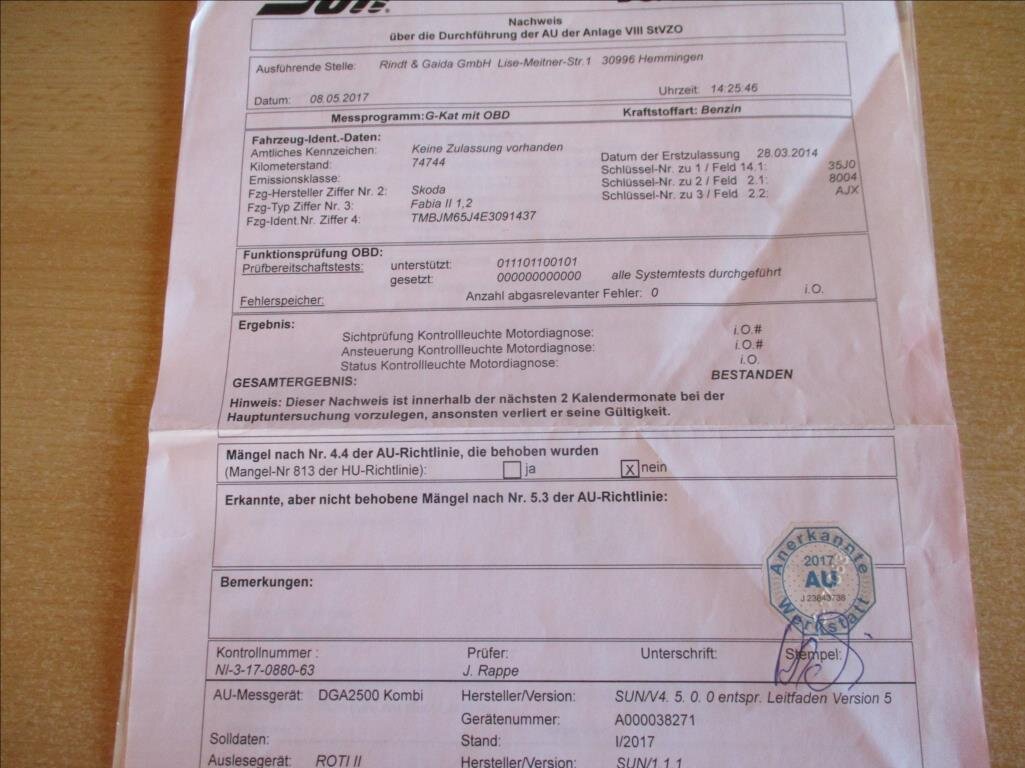 SUN®
Nachweis
über die Durchführung der AU der Anlage VIII StVZO
Ausführende Stelle: Rindt & Gaida GmbH Lise-Meitner-Str.1 30996 Hemmingen
Datum: 08.05.2017 Uhrzeit: 14:25.46
Messprogramm: G-Kat mit OBD Kraftstoffart: Benzin
Fahrzeug-Ident.-Daten:
Amtliches Kennzeichen: Keine Zulassung vorhanden Datum der Erstzulassung 28.03.2014
Kilometerstand: 74744 Schlüssel-Nr. zu 1 / Feld 14.1: 35J0
Emissionsklasse: Schlüssel-Nr. zu 2 / Feld 2.1: 8004
Fzg-Hersteller Ziffer Nr. 2: Skoda Schlüssel-Nr. zu 3 / Feld 2.2: AJX
Fzg-Typ Ziffer Nr. 3: Fabia II 1,2
Fzg-Ident.Nr. Ziffer 4: TMBJM65J4E3091437
Funktionsprüfung OBD:
Prüfbereitschaftstests: unterstützt: 011101100101
gesetzt: 000000000000 alle Systemtests durchgeführt
Fehlerspeicher: Anzahl abgasrelevanter Fehler: 0 i.O.
Ergebnis:
Sichtprüfung Kontrollleuchte Motordiagnose: i.O.#
Ansteuerung Kontrollleuchte Motordiagnose: i.O.#
Status Kontrollleuchte Motordiagnose: i.O.
GESAMTERGEBNIS: BESTANDEN
Hinweis: Dieser Nachweis ist innerhalb der nächsten 2 Kalendermonate bei der
Hauptuntersuchung vorzulegen, ansonsten verliert er seine Gültigkeit.
Mängel nach Nr. 4.4 der AU-Richtlinie, die behoben wurden
(Mangel-Nr 813 der HU-Richtlinie): ja X nein
Erkannte, aber nicht behobene Mängel nach Nr. 5.3 der AU-Richtlinie:
Anerkannte
2017
AU
J 23843738
Werkstatt
Bemerkungen:
Kontrollnummer : Prüfer: Unterschrift: Stempel:
NI-3-17-0880-63 J. Rappe
AU-Messgerät: DGA2500 Kombi Hersteller/Version: SUN/V4. 5. 0. 0 entspr. Leitfaden Version 5
Gerätenummer: A000038271
Solldaten: Stand: I/2017
Auslesegerät: ROTI II Hersteller/Version: SUN/1.1.1